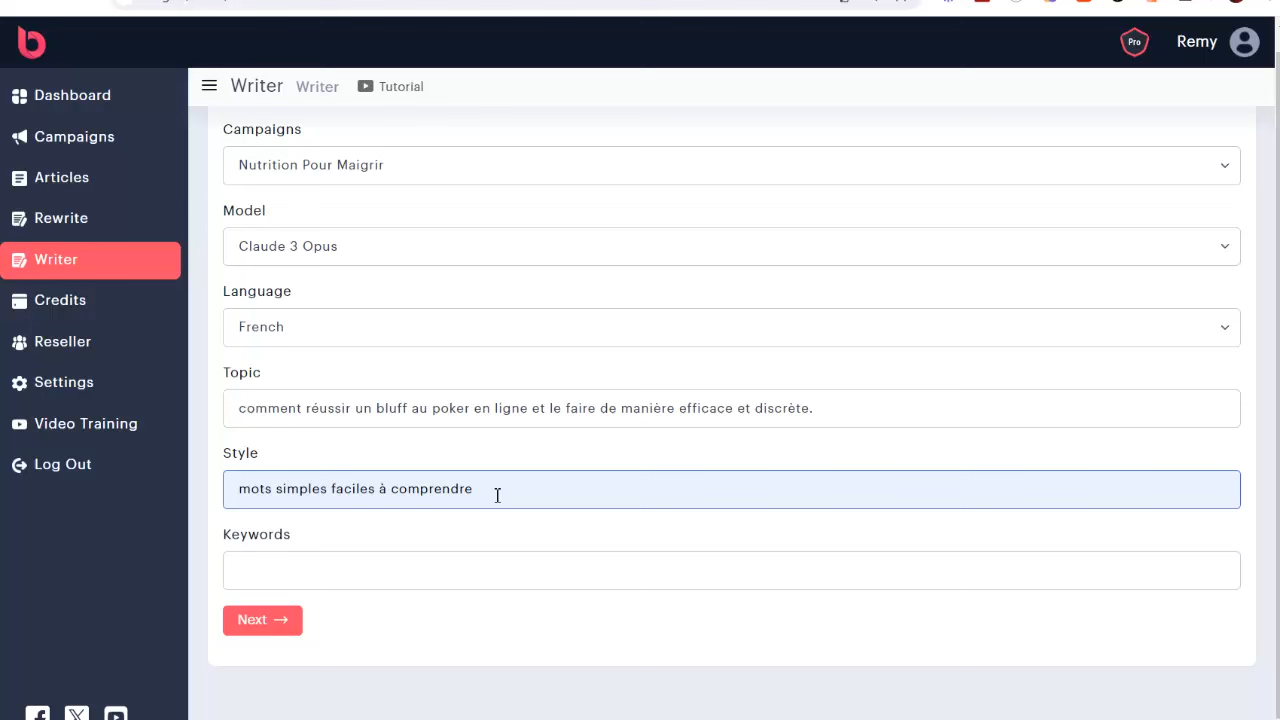 Pro
Remy
Dashboard
Campaigns
Articles
Rewrite
Writer
Credits
Reseller
Settings
Video Training
Log Out
Writer Writer Tutorial
Campaigns
Nutrition Pour Maigrir
Model
Claude 3 Opus
Language
French
Topic
comment réussir un bluff au poker en ligne et le faire de manière efficace et discrète.
Style
mots simples faciles à comprendre
Keywords
Next →